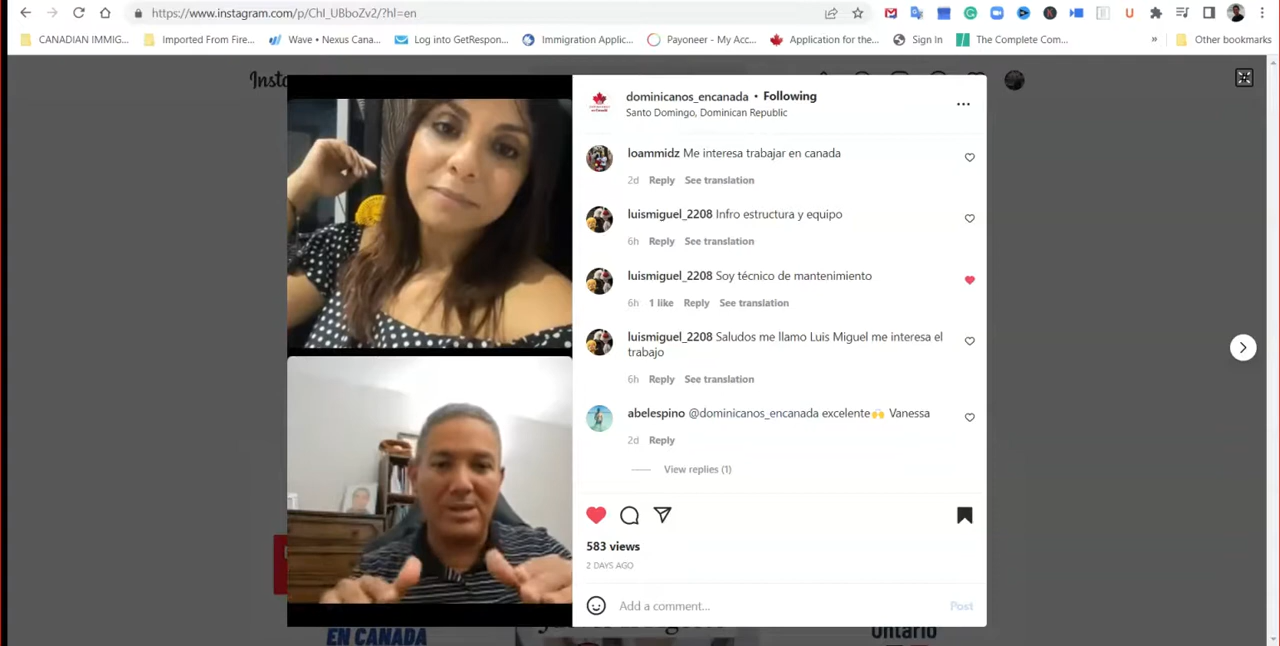 https://www.instagram.com/p/ChI_UBboZv2/?hl=en
CANADIAN IMMIG...
Imported From Fire...
Wave • Nexus Cana...
Log into GetRespon...
Immigration Applic...
Payoneer - My Acc...
Application for the...
Sign In
The Complete Com...
»
Other bookmarks
dominicanos_encanada • Following
Santo Domingo, Dominican Republic
loammidz Me interesa trabajar en canada
2d Reply See translation
luismiguel_2208 Infro estructura y equipo
6h Reply See translation
luismiguel_2208 Soy técnico de mantenimiento
6h 1 like Reply See translation
luismiguel_2208 Saludos me llamo Luis Miguel me interesa el
trabajo
6h Reply See translation
abelespino @dominicanos_encanada excelente🙌 Vanessa
2d Reply
View replies (1)
583 views
2 DAYS AGO
Add a comment...
Post
EN CANADA
Ontario